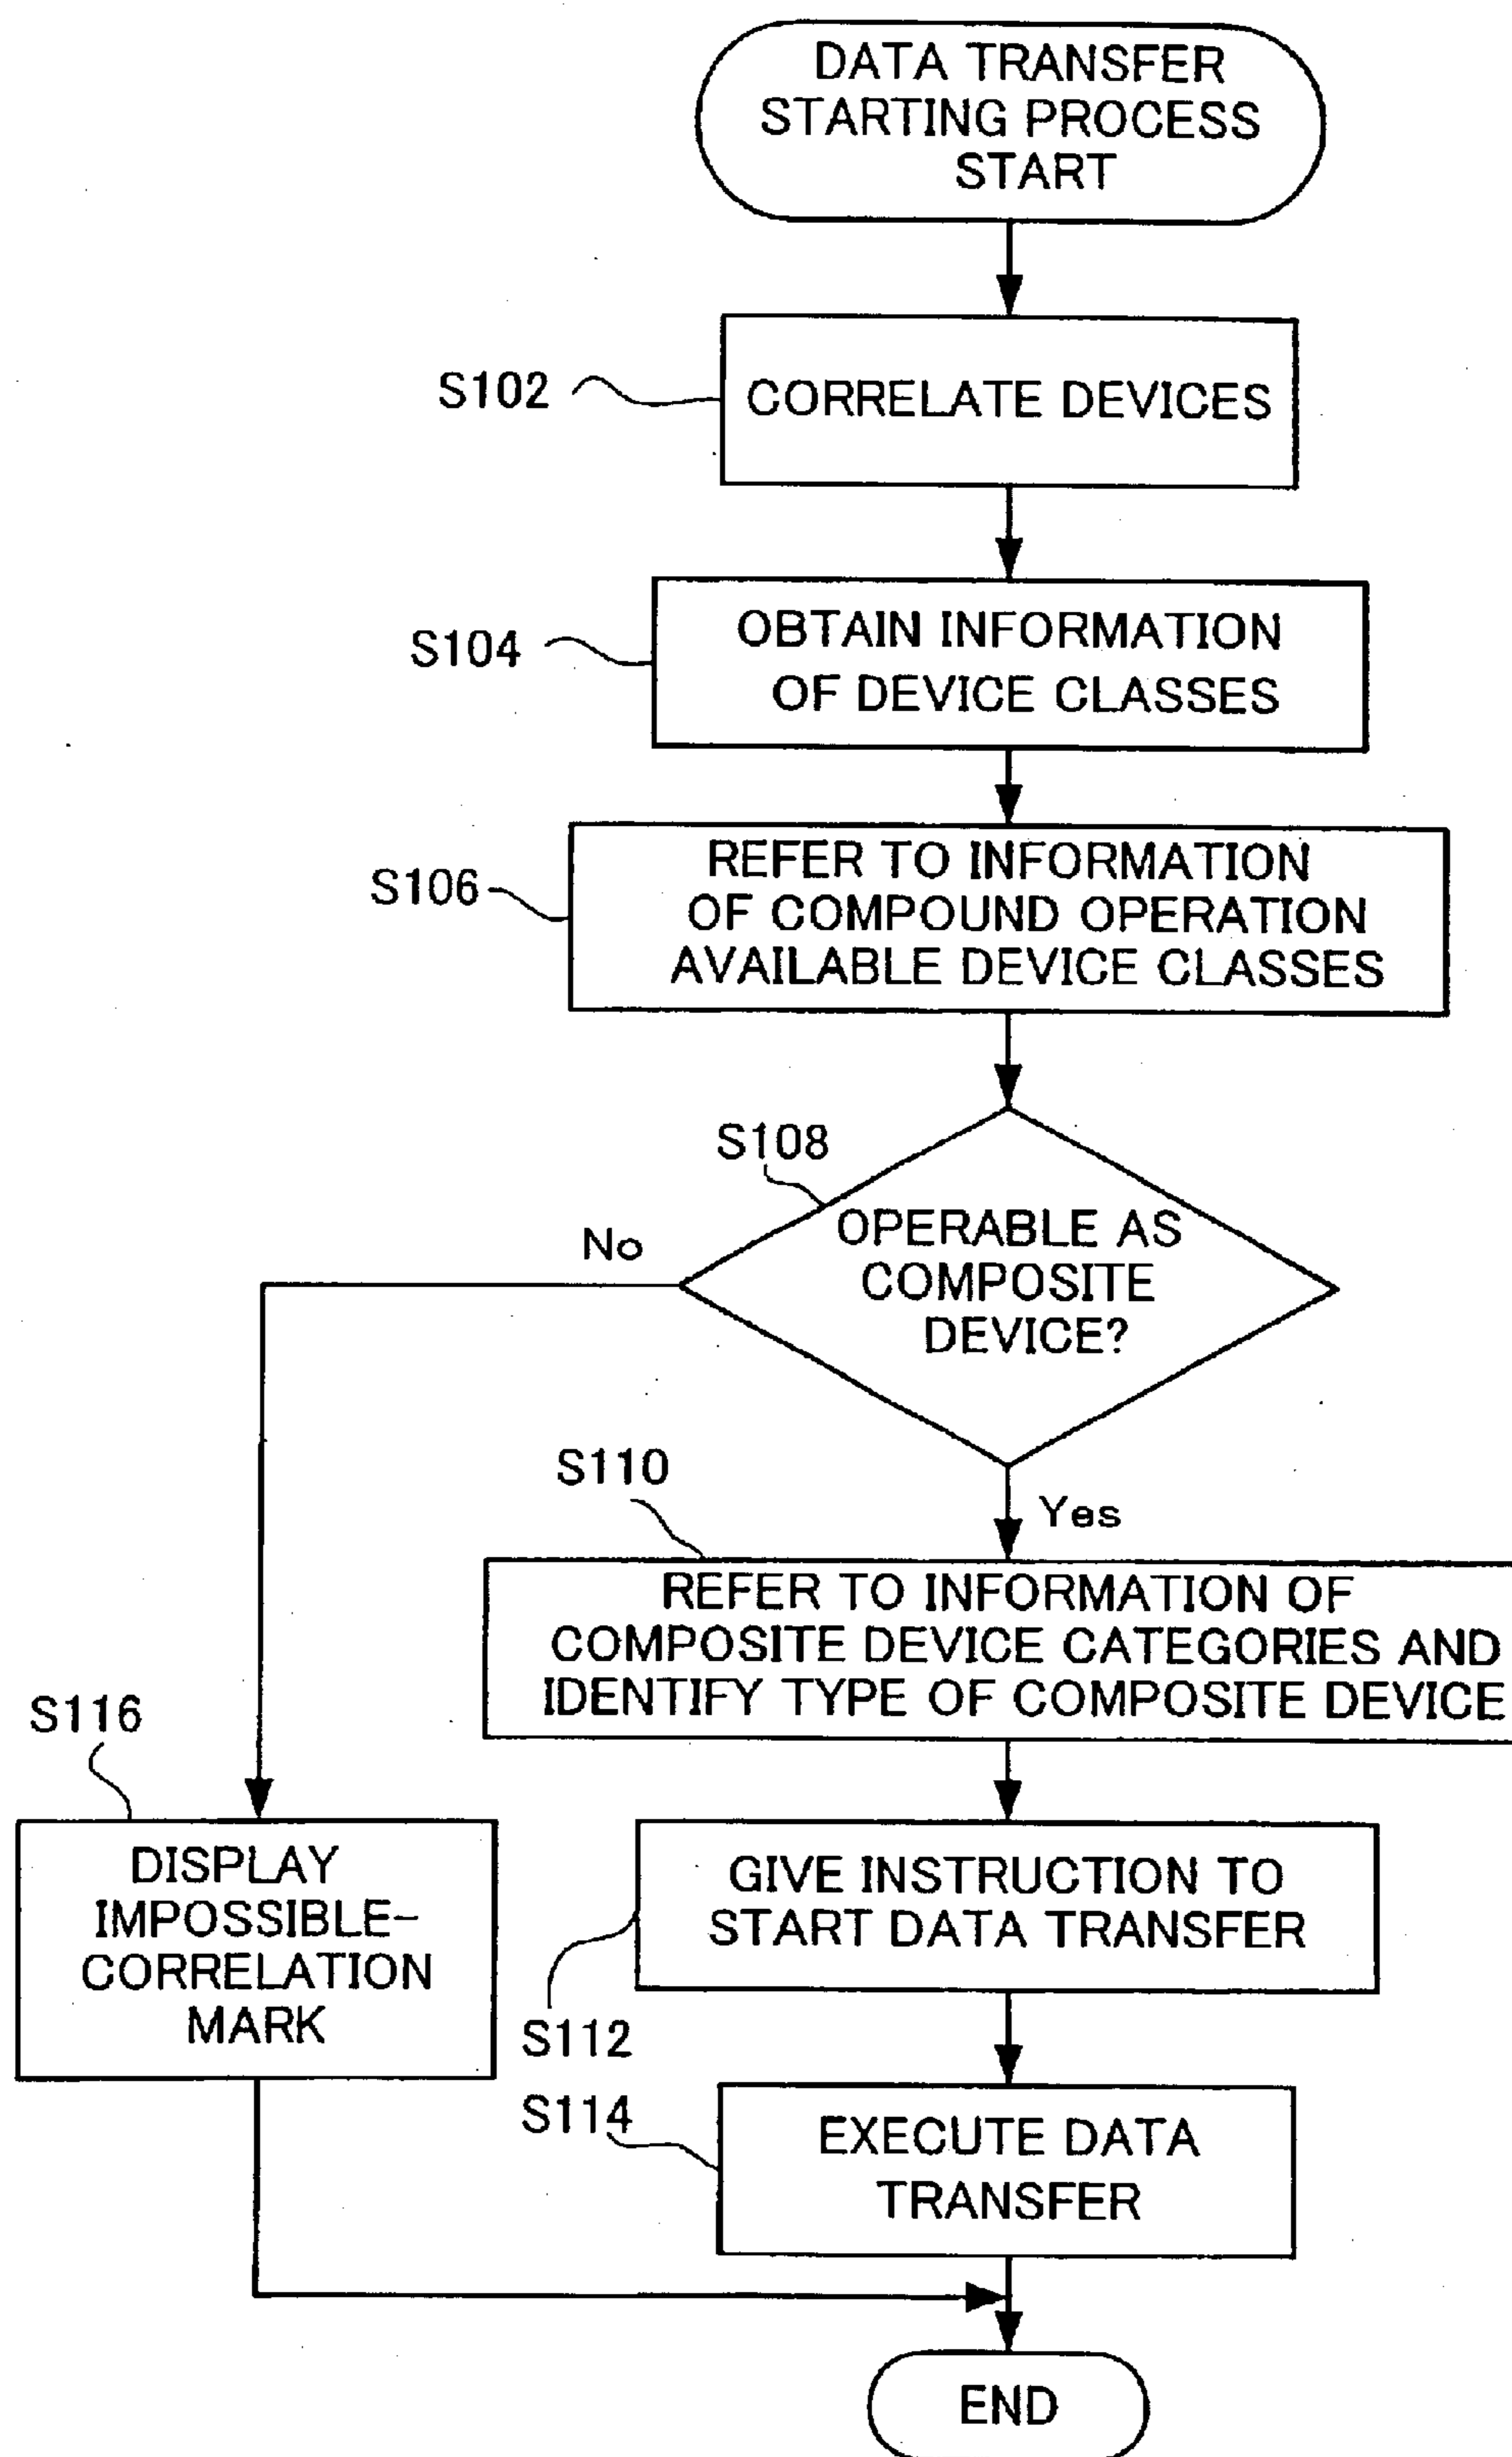 DATA TRANSFER
STARTING PROCESS
START
S102
CORRELATE DEVICES
S104
OBTAIN INFORMATION
OF DEVICE CLASSES
S106
REFER TO INFORMATION
OF COMPOUND OPERATION
AVAILABLE DEVICE CLASSES
S108
No
OPERABLE AS
COMPOSITE
DEVICE?
S110
Yes
REFER TO INFORMATION OF
COMPOSITE DEVICE CATEGORIES AND
IDENTIFY TYPE OF COMPOSITE DEVICE
S116
DISPLAY
IMPOSSIBLE-
CORRELATION
MARK
GIVE INSTRUCTION TO
START DATA TRANSFER
S112
S114
EXECUTE DATA
TRANSFER
END